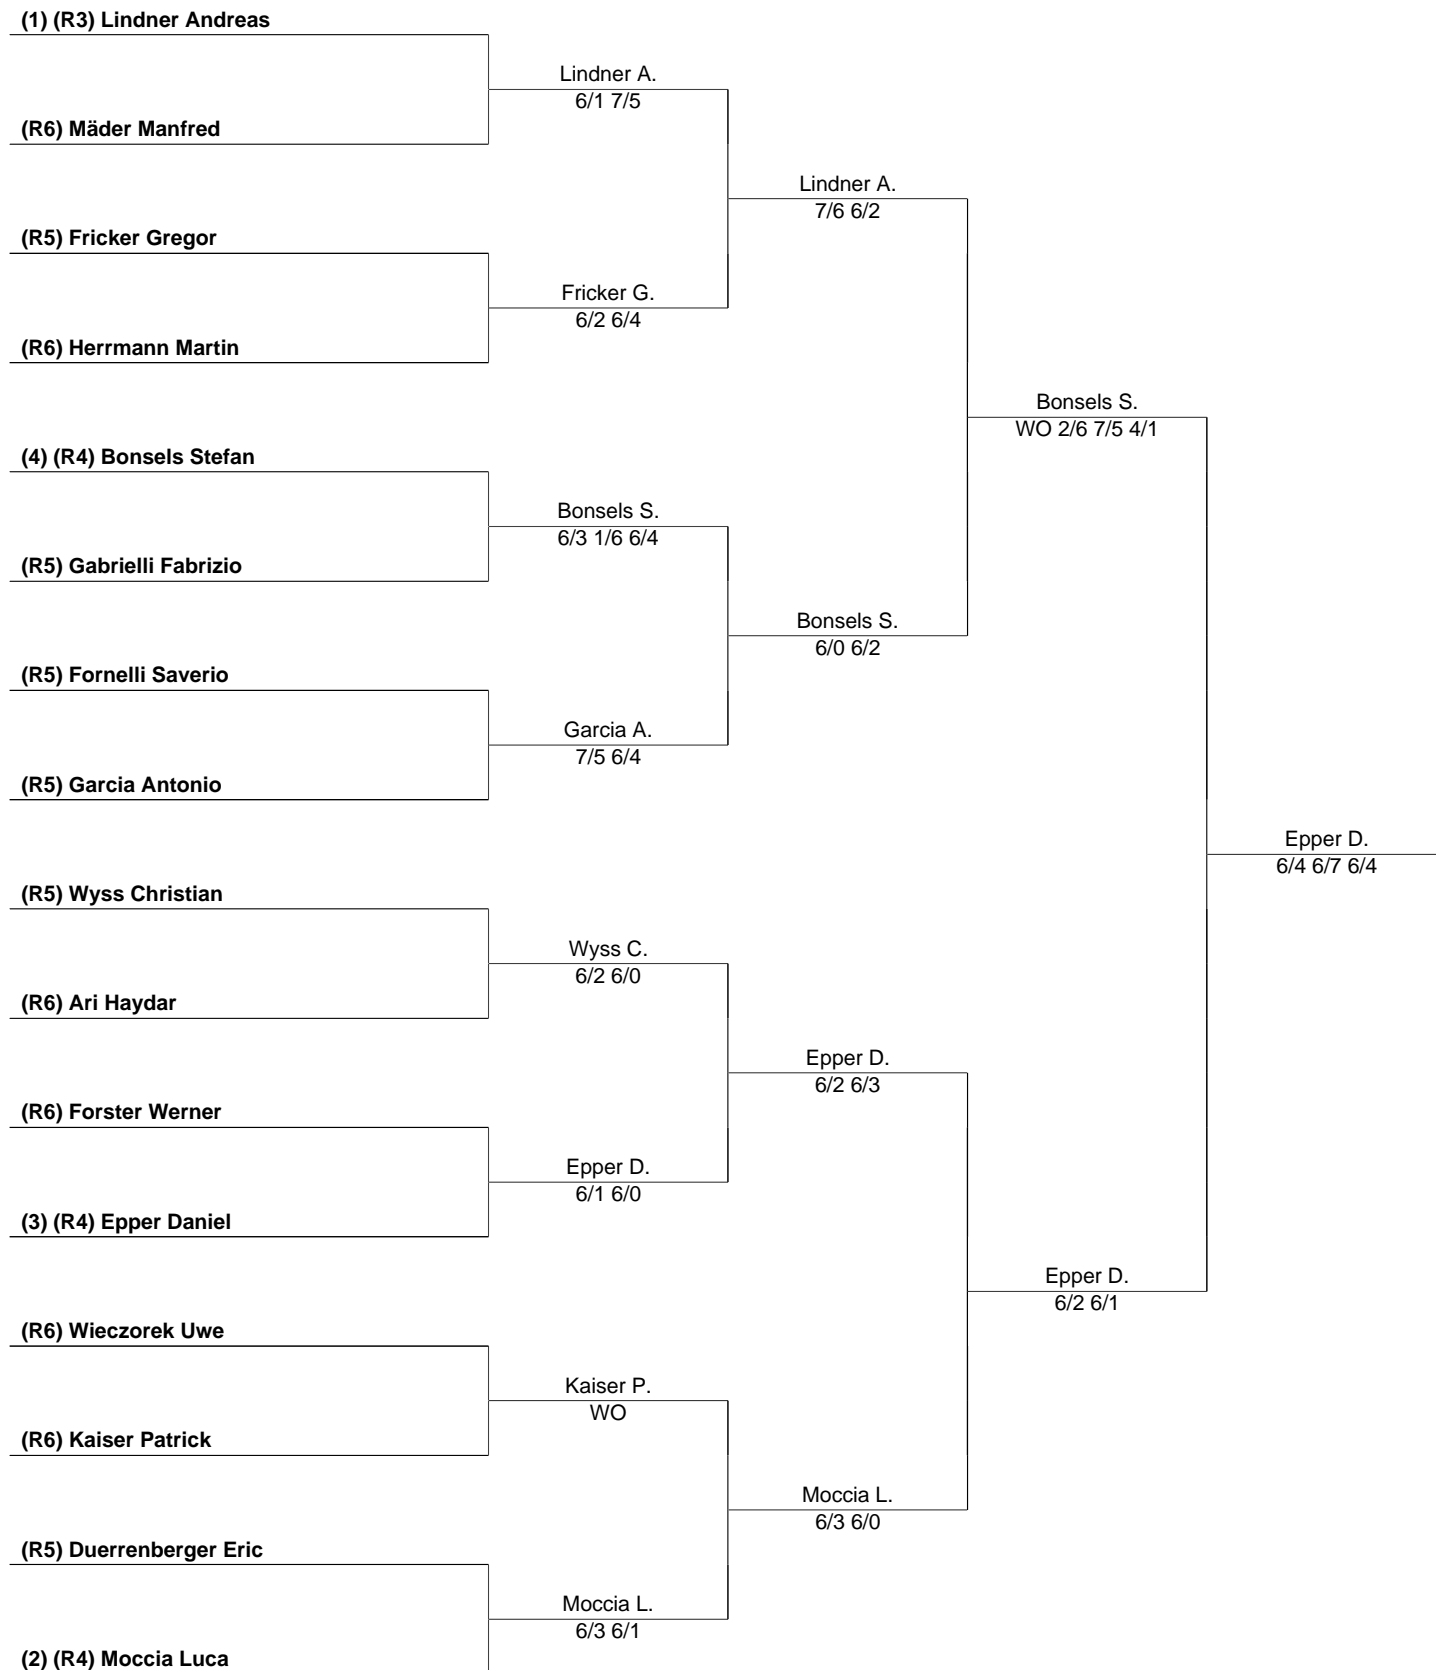 (1) (R3) Lindner Andreas
Lindner A.
6/1 7/5
(R6) Mäder Manfred
Lindner A.
7/6 6/2
(R5) Fricker Gregor
Fricker G.
6/2 6/4
(R6) Herrmann Martin
Bonsels S.
WO 2/6 7/5 4/1
(4) (R4) Bonsels Stefan
Bonsels S.
6/3 1/6 6/4
(R5) Gabrielli Fabrizio
Bonsels S.
6/0 6/2
(R5) Fornelli Saverio
Garcia A.
7/5 6/4
(R5) Garcia Antonio
Epper D.
6/4 6/7 6/4
(R5) Wyss Christian
Wyss C.
6/2 6/0
(R6) Ari Haydar
Epper D.
6/2 6/3
(R6) Forster Werner
Epper D.
6/1 6/0
(3) (R4) Epper Daniel
Epper D.
6/2 6/1
(R6) Wieczorek Uwe
Kaiser P.
WO
(R6) Kaiser Patrick
Moccia L.
6/3 6/0
(R5) Duerrenberger Eric
Moccia L.
6/3 6/1
(2) (R4) Moccia Luca